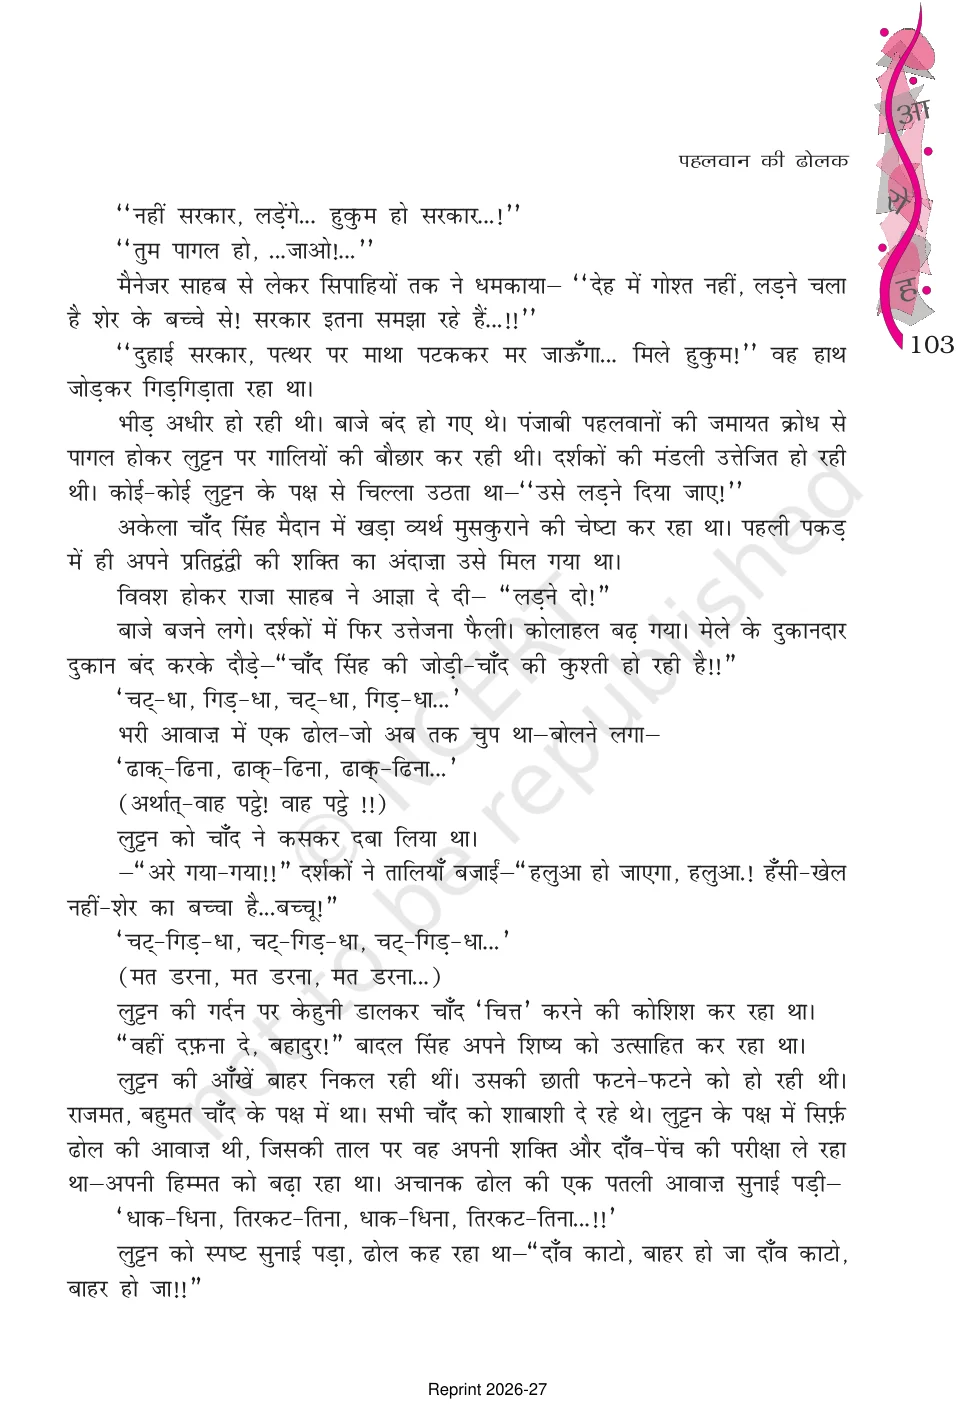 पहलवान की ढोलक
आ
रो
ह
103
‘‘नहीं सरकार, लड़ेंगे... हुकुम हो सरकार...!’’
‘‘तुम पागल हो, ...जाओ!...’’
मैनेजर साहब से लेकर सिपाहियों तक ने धमकाया– ‘‘देह में गोश्त नहीं, लड़ने चला
है शेर के बच्चे से! सरकार इतना समझा रहे हैं...!!’’
‘‘दुहाई सरकार, पत्थर पर माथा पटककर मर जाऊँगा... मिले हुकुम!’’ वह हाथ
जोड़कर गिड़गिड़ाता रहा था।
भीड़ अधीर हो रही थी। बाजे बंद हो गए थे। पंजाबी पहलवानों की जमायत क्रोध से
पागल होकर लुट्टन पर गालियों की बौछार कर रही थी। दर्शकों की मंडली उत्तेजित हो रही
थी। कोई-कोई लुट्टन के पक्ष से चिल्ला उठता था–‘‘उसे लड़ने दिया जाए!’’
अकेला चाँद सिंह मैदान में खड़ा व्यर्थ मुसकुराने की चेष्टा कर रहा था। पहली पकड़
में ही अपने प्रतिद्वंद्वी की शक्ति का अंदाज़ा उसे मिल गया था।
विवश होकर राजा साहब ने आज्ञा दे दी– “लड़ने दो!”
बाजे बजने लगे। दर्शकों में फिर उत्तेजना फैली। कोलाहल बढ़ गया। मेले के दुकानदार
दुकान बंद करके दौड़े–“चाँद सिंह की जोड़ी-चाँद की कुश्ती हो रही है!!”
‘चट्-धा, गिड़-धा, चट्-धा, गिड़-धा...’
भरी आवाज़ में एक ढोल-जो अब तक चुप था–बोलने लगा–
‘ढाक्-ढिना, ढाक्-ढिना, ढाक्-ढिना...’
(अर्थात्-वाह पट्ठे! वाह पट्ठे !!)
लुट्टन को चाँद ने कसकर दबा लिया था।
–“अरे गया-गया!!” दर्शकों ने तालियाँ बजाईं–“हलुआ हो जाएगा, हलुआ.! हँसी-खेल
नहीं-शेर का बच्चा है...बच्चू!”
‘चट्-गिड़-धा, चट्-गिड़-धा, चट्-गिड़-धा...’
(मत डरना, मत डरना, मत डरना...)
लुट्टन की गर्दन पर केहुनी डालकर चाँद ‘चित्त’ करने की कोशिश कर रहा था।
“वहीं दफ़ना दे, बहादुर!” बादल सिंह अपने शिष्य को उत्साहित कर रहा था।
लुट्टन की आँखें बाहर निकल रही थीं। उसकी छाती फटने-फटने को हो रही थी।
राजमत, बहुमत चाँद के पक्ष में था। सभी चाँद को शाबाशी दे रहे थे। लुट्टन के पक्ष में सिर्फ़
ढोल की आवाज़ थी, जिसकी ताल पर वह अपनी शक्ति और दाँव-पेंच की परीक्षा ले रहा
था–अपनी हिम्मत को बढ़ा रहा था। अचानक ढोल की एक पतली आवाज़ सुनाई पड़ी–
‘धाक-धिना, तिरकट-तिना, धाक-धिना, तिरकट-तिना...!!’
लुट्टन को स्पष्ट सुनाई पड़ा, ढोल कह रहा था–“दाँव काटो, बाहर हो जा दाँव काटो,
बाहर हो जा!!”
© NCERT
not to be republished
Reprint 2026-27